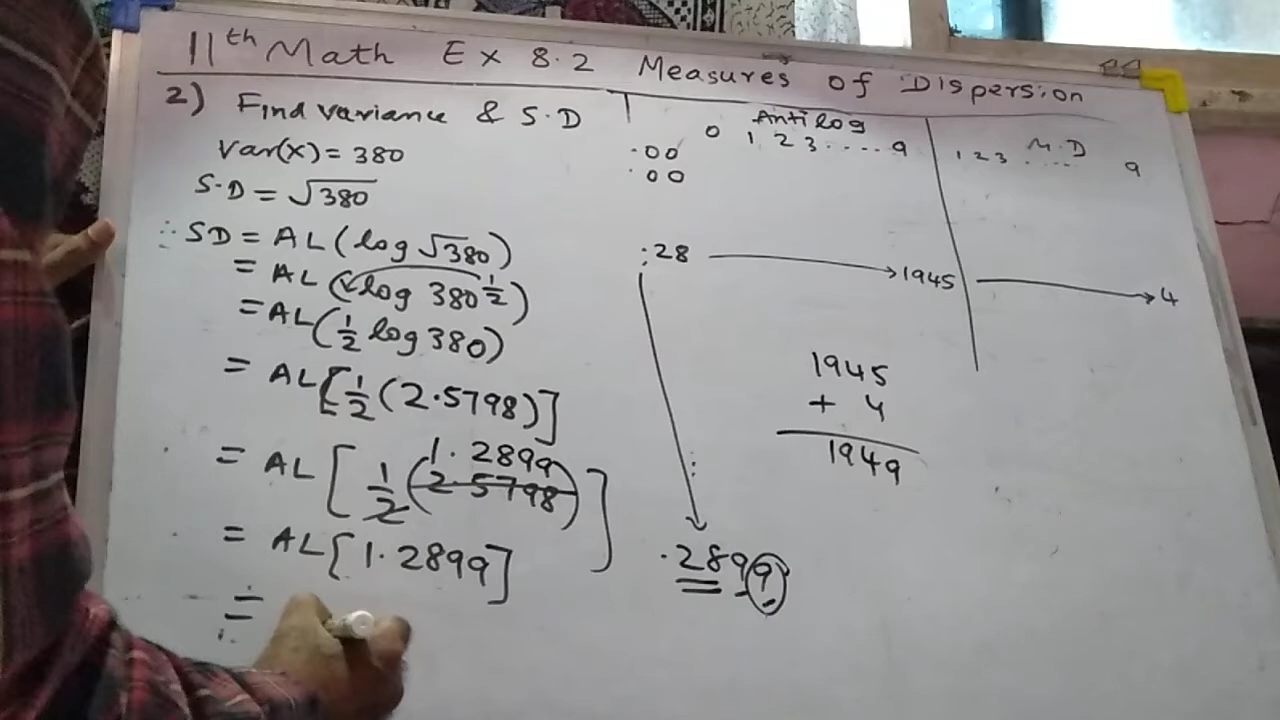 11th Math Ex 8.2 Measures of Dispersion
2) Find variance & S.D
Var(x) = 380
S.D = √380
∴ SD = AL(log √380)
= AL(log 380^1/2)
= AL(1/2 log 380)
= AL[1/2 (2.5798)]
1.2899
= AL[1/2 (2.5798)]
= AL[1.2899]
=
Antilog
0 1 2 3 .... 9
.00
.00
:28 → 1945
1945
+ 4
1949
.2899
M.D
1 2 3 .... 9
→ 4